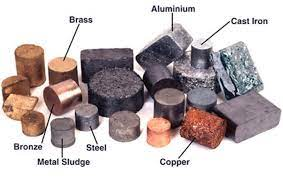 Aluminium
Brass
Cast Iron
Bronze
Steel
Metal Sludge
Copper